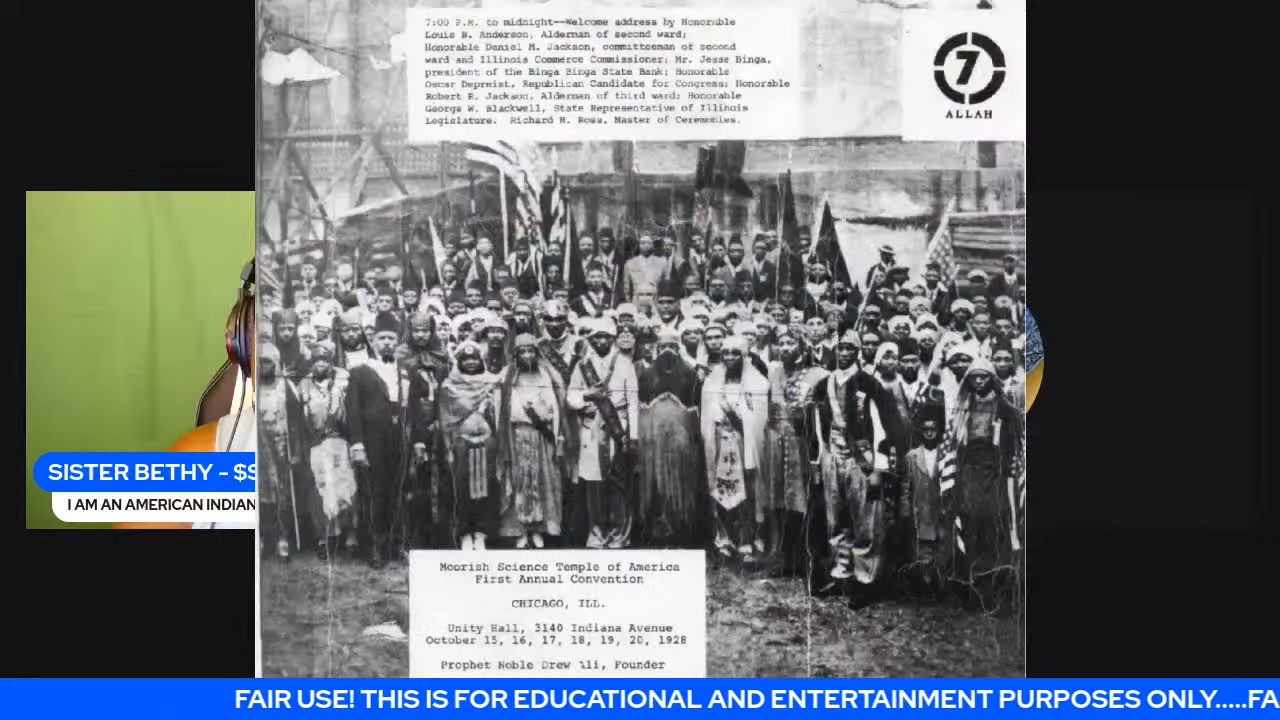 7:00 P.M. to midnight--Welcome address by Honorable
Louis B. Anderson, Alderman of second ward;
Honorable Daniel M. Jackson, committeeman of second
ward and Illinois Commerce Commissioner; Mr. Jesse Binga,
president of the Binga Binga State Bank; Honorable
Oscar Depreist, Republican Candidate for Congress; Honorable
Robert R. Jackson, Alderman of third ward; Honorable
George W. Blackwell, State Representative of Illinois
Legislature. Richard H. Ross, Master of Ceremonies.
7
ALLAH
SISTER BETHY - $S
I AM AN AMERICAN INDIAN
Moorish Science Temple of America
First Annual Convention
CHICAGO, ILL.
Unity Hall, 3140 Indiana Avenue
October 15, 16, 17, 18, 19, 20, 1928
Prophet Noble Drew Ali, Founder
FAIR USE! THIS IS FOR EDUCATIONAL AND ENTERTAINMENT PURPOSES ONLY.....FA